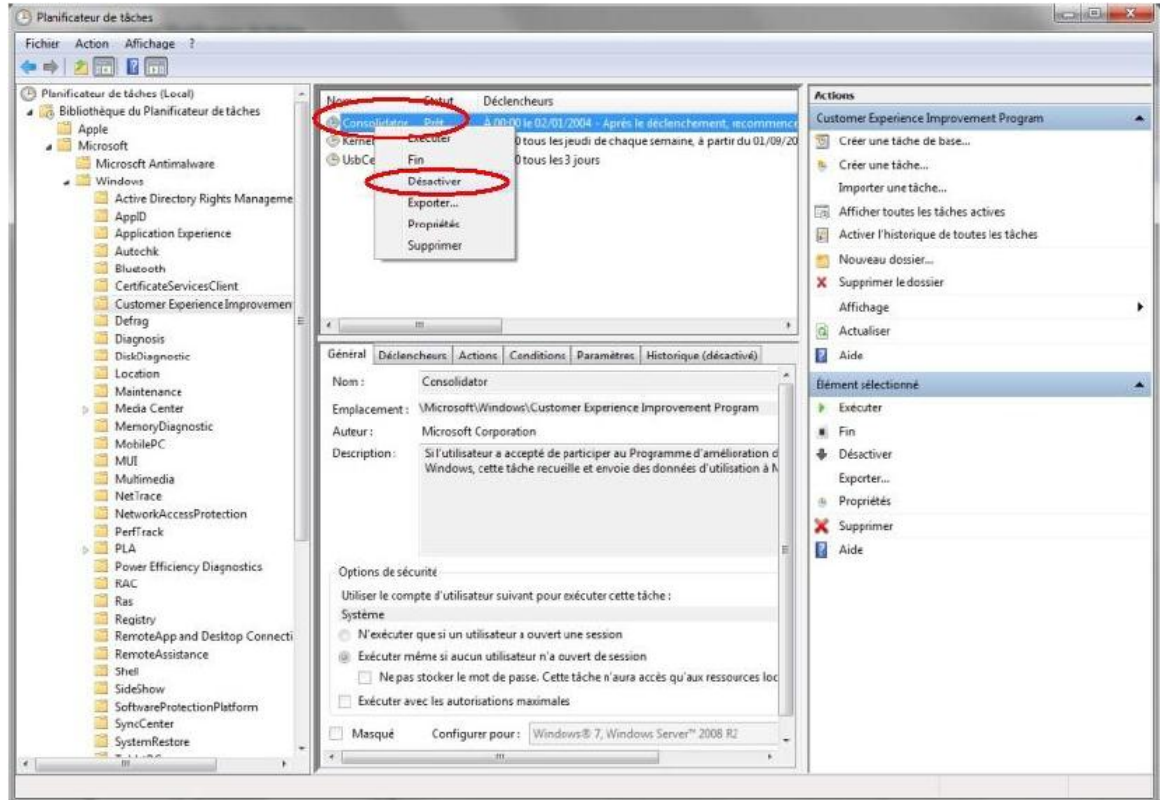 Planificateur de tâches
Fichier Action Affichage ?
Planificateur de tâches (Local)
Bibliothèque du Planificateur de tâches
Apple
Microsoft
Microsoft Antimalware
Windows
Active Directory Rights Manageme
AppID
Application Experience
Autochk
Bluetooth
CertificateServicesClient
Customer Experience Improvemen
Defrag
Diagnosis
DiskDiagnostic
Location
Maintenance
Media Center
MemoryDiagnostic
MobilePC
MUI
Multimedia
NetTrace
NetworkAccessProtection
PerfTrack
PLA
Power Efficiency Diagnostics
RAC
Ras
Registry
RemoteApp and Desktop Connecti
RemoteAssistance
Shell
SideShow
SoftwareProtectionPlatform
SyncCenter
SystemRestore
Statut Déclencheurs
Consolidator Prêt À 00:00 le 02/01/2004 - Après le déclenchement, recommence
Kernel 0 tous les jeudi de chaque semaine, à partir du 01/09/20
UsbCe 0 tous les 3 jours
Exécuter
Fin
Désactiver
Exporter...
Propriétés
Supprimer
Général Déclencheurs Actions Conditions Paramètres Historique (désactivé)
Nom : Consolidator
Emplacement : \Microsoft\Windows\Customer Experience Improvement Program
Auteur : Microsoft Corporation
Description : Si l'utilisateur a accepté de participer au Programme d'amélioration d
Windows, cette tâche recueille et envoie des données d'utilisation à M
Options de sécurité
Utiliser le compte d'utilisateur suivant pour exécuter cette tâche :
Système
N'exécuter que si un utilisateur a ouvert une session
Exécuter même si aucun utilisateur n'a ouvert de session
Ne pas stocker le mot de passe. Cette tâche n'aura accès qu'aux ressources loc
Exécuter avec les autorisations maximales
Masqué Configurer pour : Windows® 7, Windows Server™ 2008 R2
Actions
Customer Experience Improvement Program
Créer une tâche de base...
Créer une tâche...
Importer une tâche...
Afficher toutes les tâches actives
Activer l'historique de toutes les tâches
Nouveau dossier...
Supprimer le dossier
Affichage
Actualiser
Aide
Élément sélectionné
Exécuter
Fin
Désactiver
Exporter...
Propriétés
Supprimer
Aide